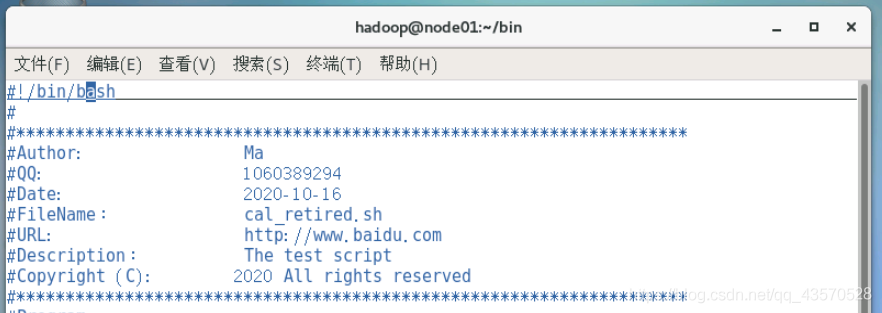 hadoop@node01:~/bin
文件(F) 编辑(E) 查看(V) 搜索(S) 终端(T) 帮助(H)
#!/bin/bash
#
#********************************************************************
#Author: Ma
#QQ: 1060389294
#Date: 2020-10-16
#FileName： cal_retired.sh
#URL: http://www.baidu.com
#Description： The test script
#Copyright (C): 2020 All rights reserved
#********************************************************************
blog.csdn.net/qq_43570528